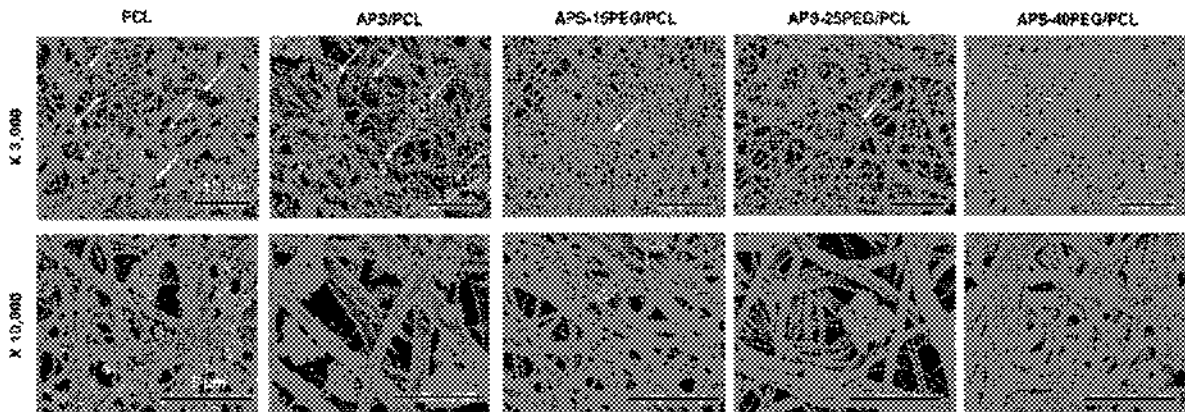 PCL
APS/PCL
APS-15PEG/PCL
APS-25PEG/PCL
APS-40PEG/PCL
X 3,000
X 10,000